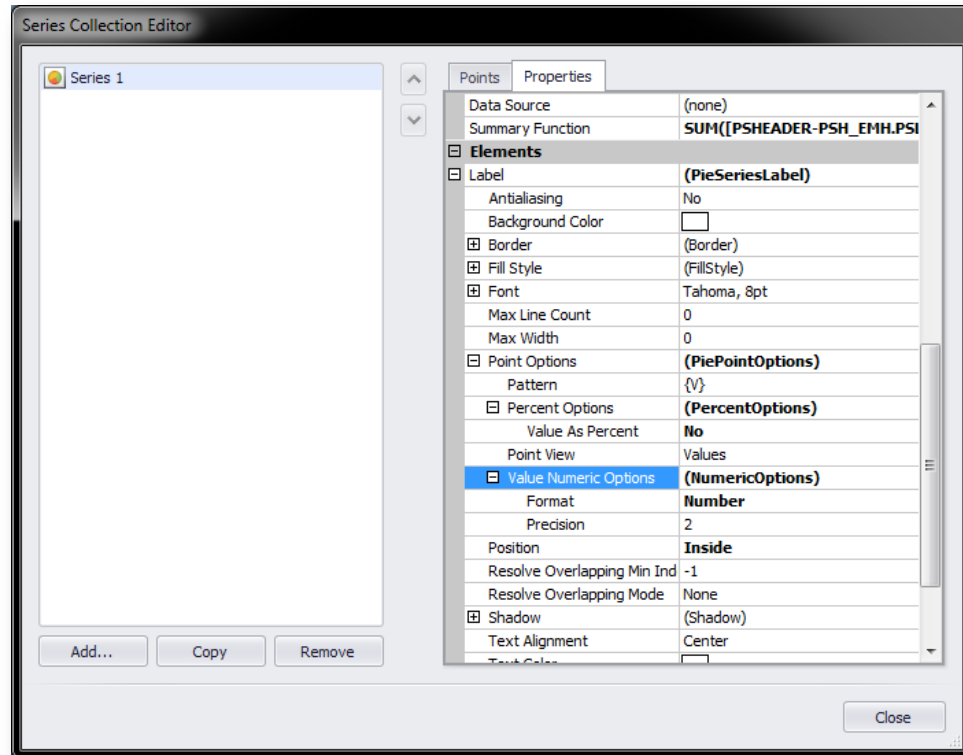 Series Collection Editor
Series 1
Points Properties
Data Source (none)
Summary Function SUM([PSHEADER-PSH_EMH.PSI
Elements
Label (PieSeriesLabel)
Antialiasing No
Background Color
Border (Border)
Fill Style (FillStyle)
Font Tahoma, 8pt
Max Line Count 0
Max Width 0
Point Options (PiePointOptions)
Pattern {V}
Percent Options (PercentOptions)
Value As Percent No
Point View Values
Value Numeric Options (NumericOptions)
Format Number
Precision 2
Position Inside
Resolve Overlapping Min Ind -1
Resolve Overlapping Mode None
Shadow (Shadow)
Text Alignment Center
Text Color
Add... Copy Remove
Close